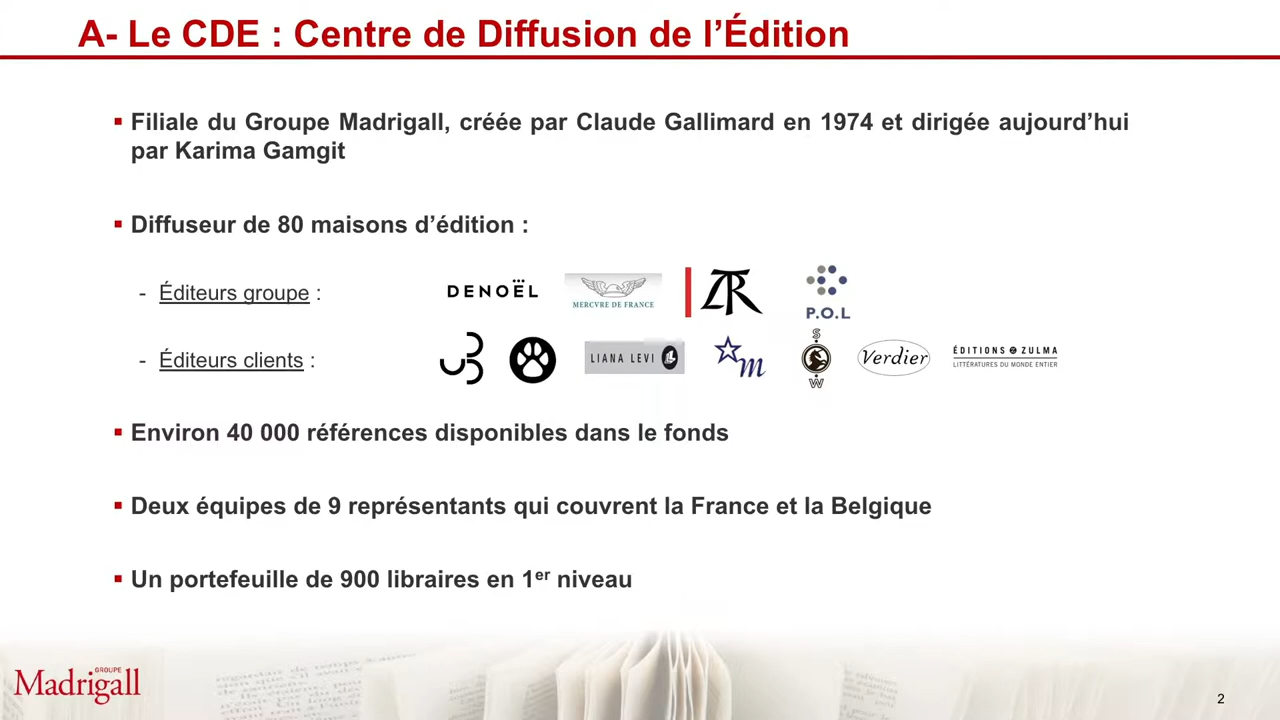 A- Le CDE : Centre de Diffusion de l’Édition
▪ Filiale du Groupe Madrigall, créée par Claude Gallimard en 1974 et dirigée aujourd’hui
par Karima Gamgit
▪ Diffuseur de 80 maisons d’édition :
- Éditeurs groupe :
DENOËL
MERCVRE DE FRANCE
P.O.L
- Éditeurs clients :
LIANA LEVI
m
S
W
Verdier
ÉDITIONS ZULMA
LITTÉRATURES DU MONDE ENTIER
▪ Environ 40 000 références disponibles dans le fonds
▪ Deux équipes de 9 représentants qui couvrent la France et la Belgique
▪ Un portefeuille de 900 libraires en 1er niveau
GROUPE
Madrigall
2